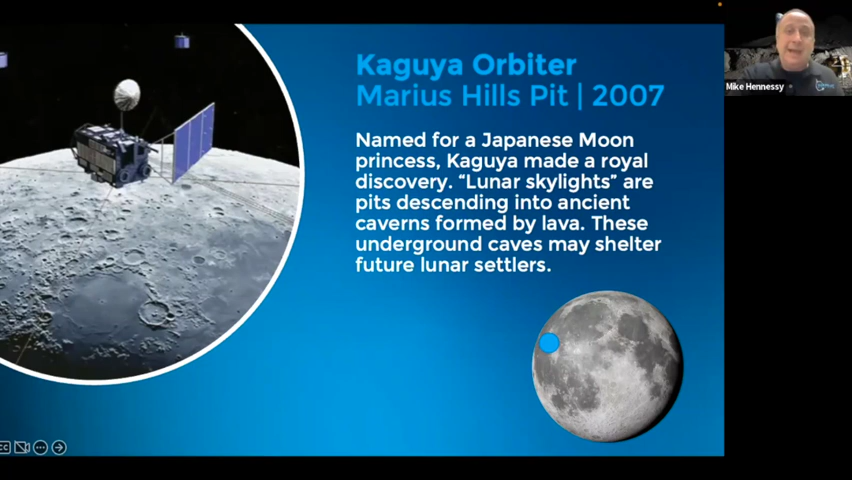 Kaguya Orbiter
Marius Hills Pit | 2007
Named for a Japanese Moon
princess, Kaguya made a royal
discovery. “Lunar skylights” are
pits descending into ancient
caverns formed by lava. These
underground caves may shelter
future lunar settlers.
Mike Hennessy
CC